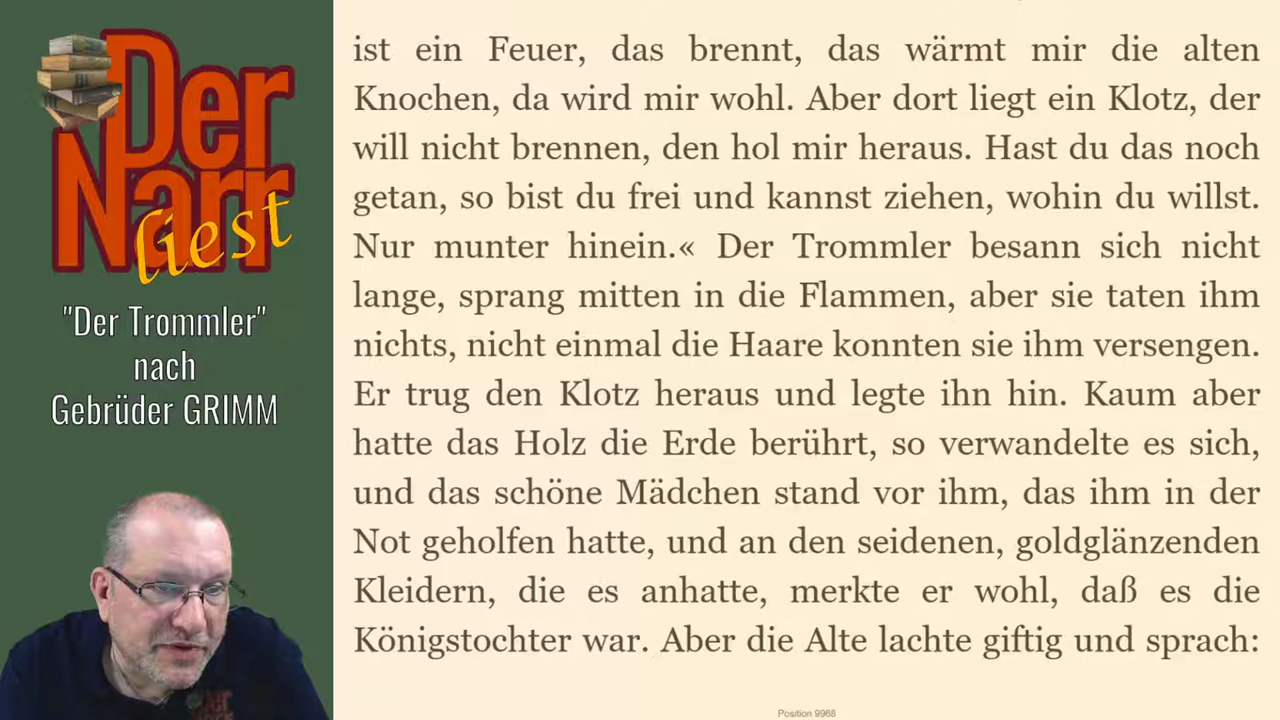 Der
Narr
liest
"Der Trommler"
nach
Gebrüder GRIMM
ist ein Feuer, das brennt, das wärmt mir die alten
Knochen, da wird mir wohl. Aber dort liegt ein Klotz, der
will nicht brennen, den hol mir heraus. Hast du das noch
getan, so bist du frei und kannst ziehen, wohin du willst.
Nur munter hinein.« Der Trommler besann sich nicht
lange, sprang mitten in die Flammen, aber sie taten ihm
nichts, nicht einmal die Haare konnten sie ihm versengen.
Er trug den Klotz heraus und legte ihn hin. Kaum aber
hatte das Holz die Erde berührt, so verwandelte es sich,
und das schöne Mädchen stand vor ihm, das ihm in der
Not geholfen hatte, und an den seidenen, goldglänzenden
Kleidern, die es anhatte, merkte er wohl, daß es die
Königstochter war. Aber die Alte lachte giftig und sprach:
Position 9968
Der